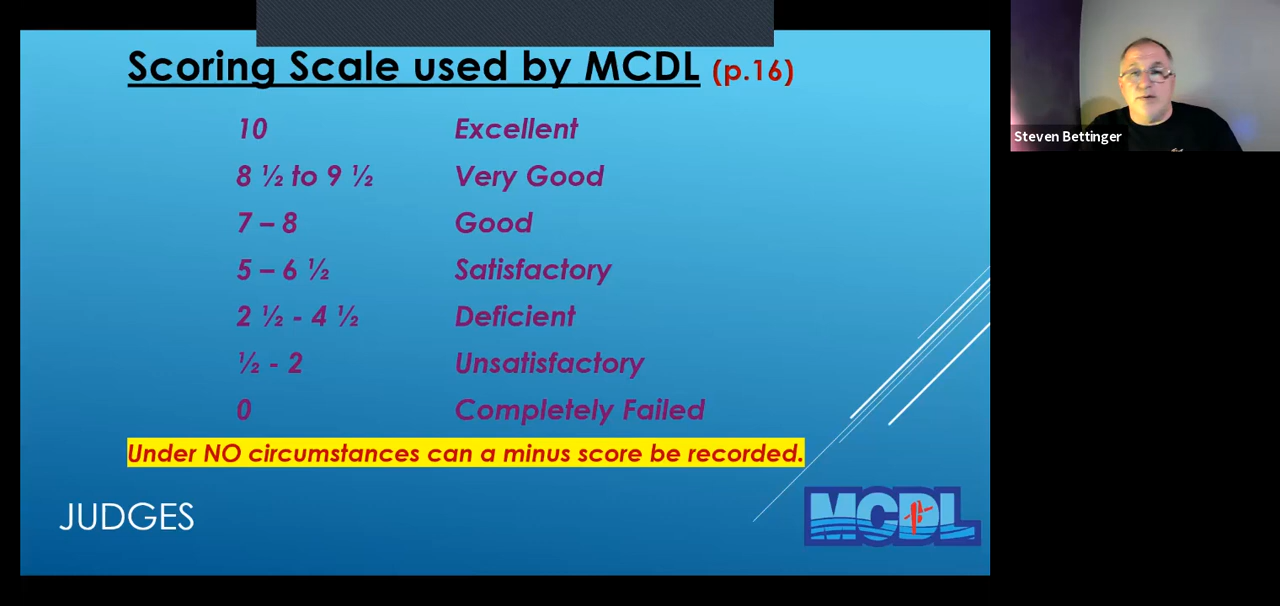 Scoring Scale used by MCDL (p.16)
10 Excellent
8 ½ to 9 ½ Very Good
7 – 8 Good
5 – 6 ½ Satisfactory
2 ½ - 4 ½ Deficient
½ - 2 Unsatisfactory
0 Completely Failed
Under NO circumstances can a minus score be recorded.
JUDGES
MCDL
Steven Bettinger